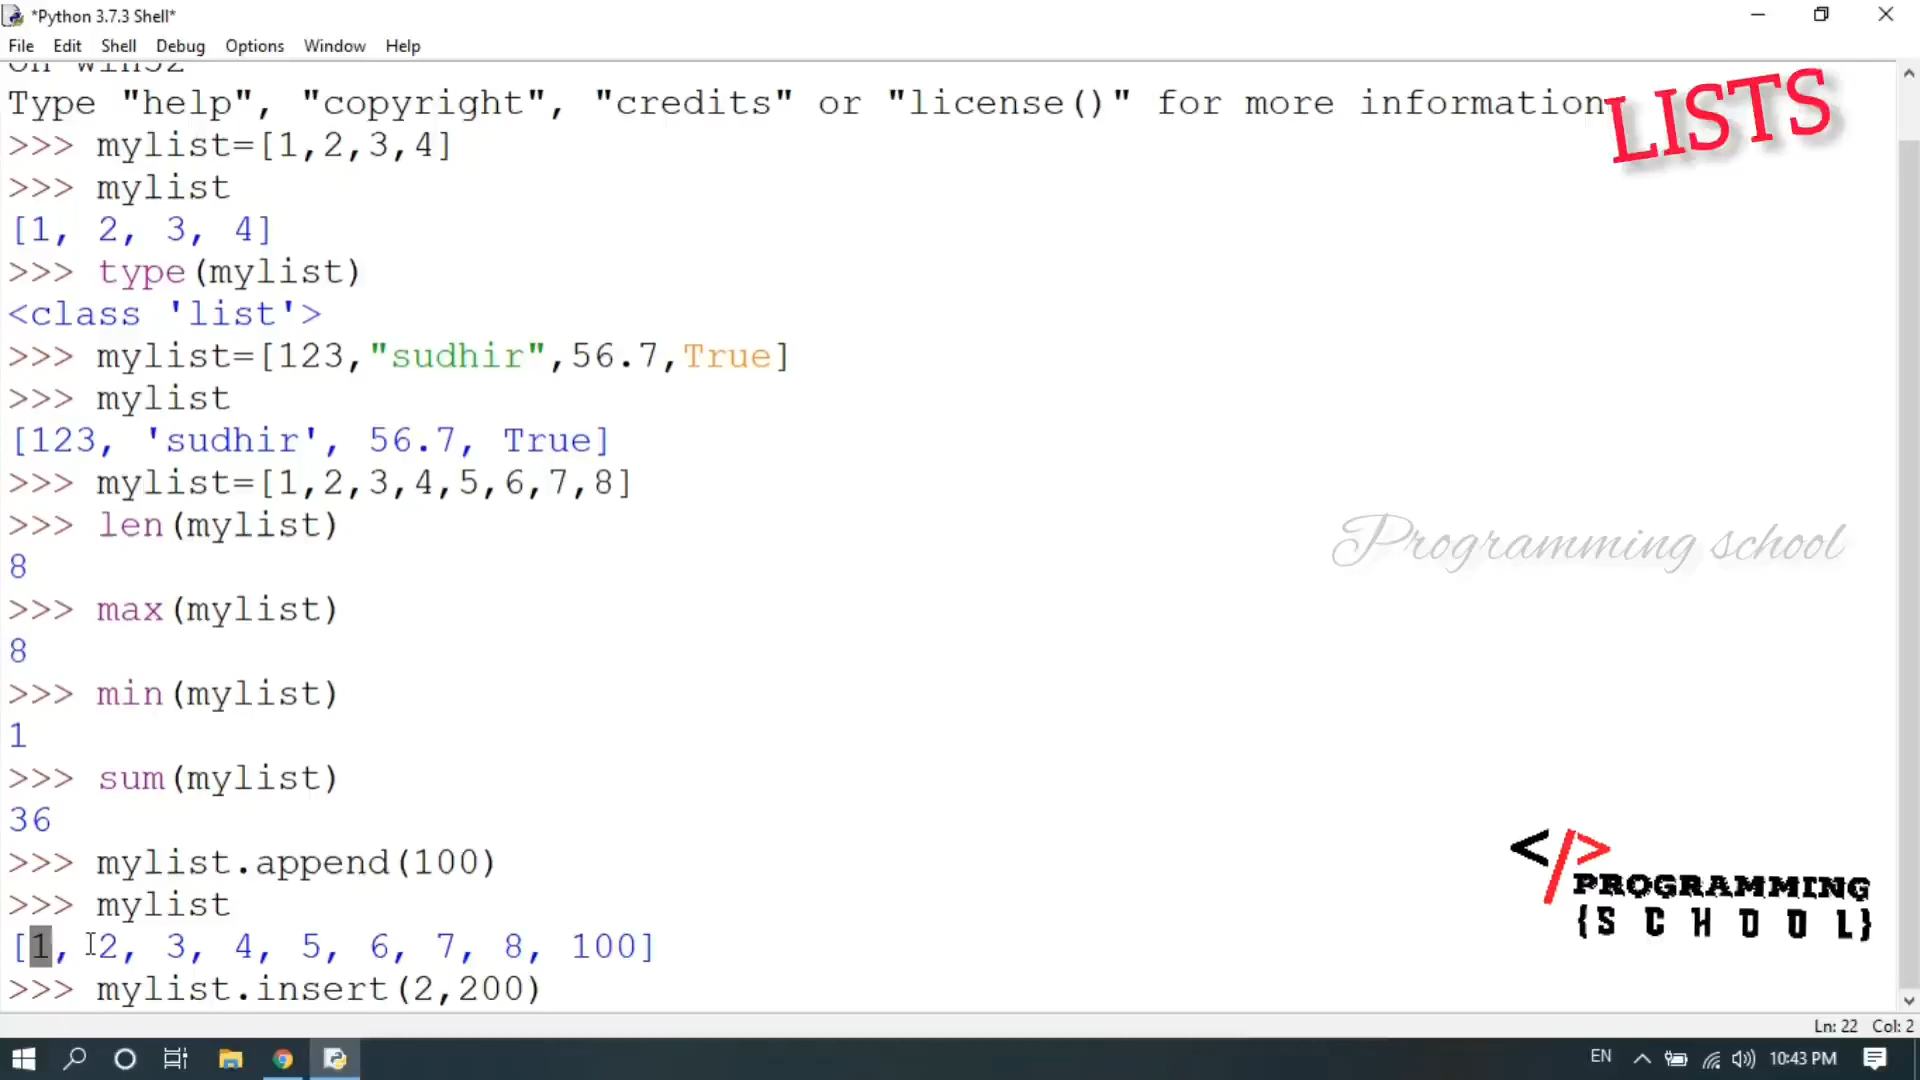 *Python 3.7.3 Shell*
File Edit Shell Debug Options Window Help
on win32
Type "help", "copyright", "credits" or "license()" for more information
LISTS
>>> mylist=[1,2,3,4]
>>> mylist
[1, 2, 3, 4]
>>> type(mylist)
<class 'list'>
>>> mylist=[123,"sudhir",56.7,True]
>>> mylist
[123, 'sudhir', 56.7, True]
>>> mylist=[1,2,3,4,5,6,7,8]
>>> len(mylist)
Programming school
8
>>> max(mylist)
8
>>> min(mylist)
1
>>> sum(mylist)
36
>>> mylist.append(100)
>>> mylist
[1, 2, 3, 4, 5, 6, 7, 8, 100]
>>> mylist.insert(2,200)
</>
PROGRAMMING
{SCHOOL}
Ln: 22 Col: 2
EN 10:43 PM